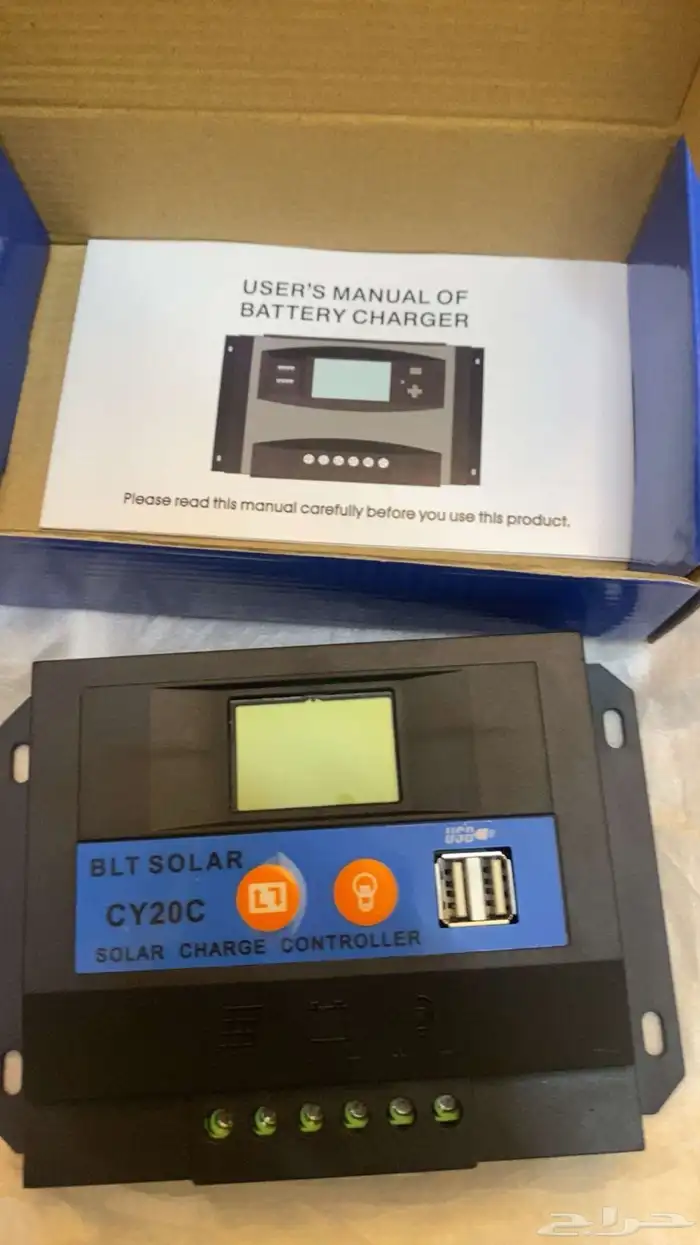 USER'S MANUAL OF
BATTERY CHARGER
Please read this manual carefully before you use this product.
USB
BLT SOLAR
CY20C
SOLAR CHARGE CONTROLLER
حراج